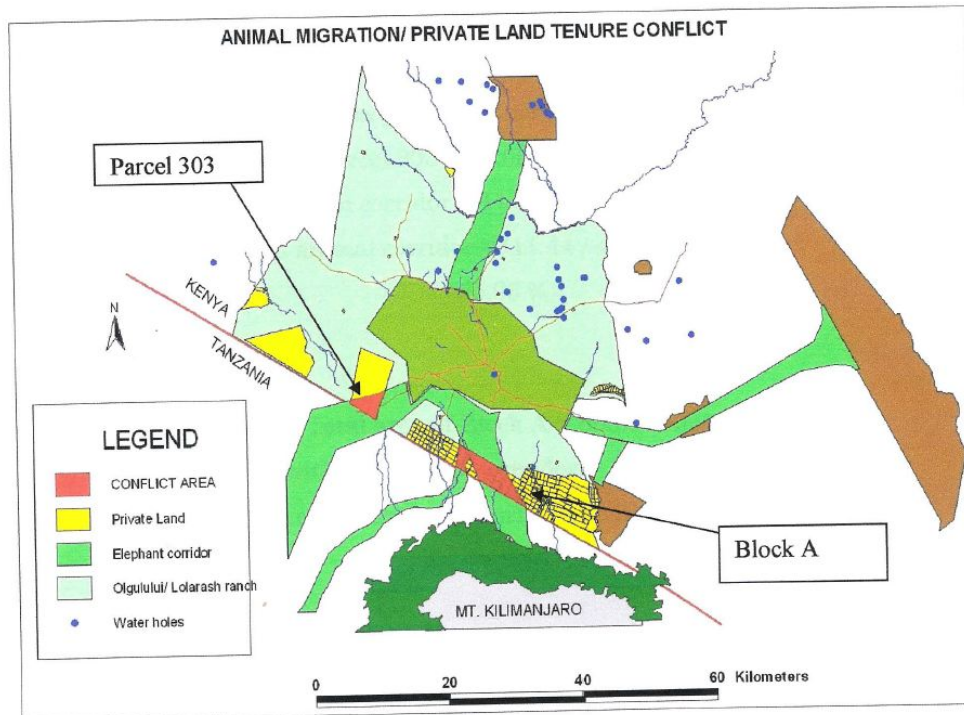 ANIMAL MIGRATION/ PRIVATE LAND TENURE CONFLICT
Parcel 303
KENYA
TANZANIA
N
LEGEND
CONFLICT AREA
Private Land
Elephant corridor
Olgulului/ Lolarash ranch
Water holes
Block A
MT. KILIMANJARO
0 20 40 60 Kilometers